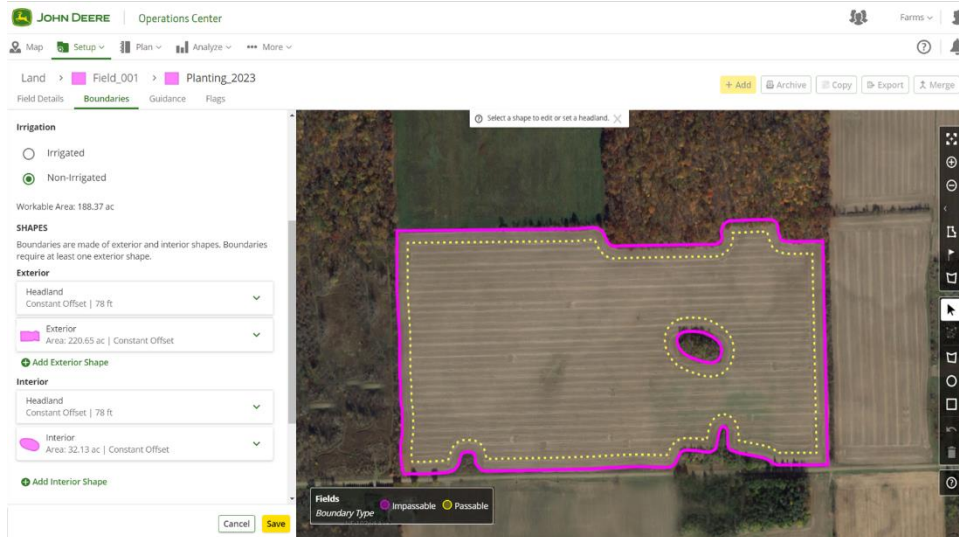 JOHN DEERE Operations Center
Farms
Map Setup Plan Analyze More
Land > Field_001 > Planting_2023
+ Add Archive Copy Export Merge
Field Details Boundaries Guidance Flags
Select a shape to edit or set a headland.
Irrigation
Irrigated
Non-Irrigated
Workable Area: 188.37 ac
SHAPES
Boundaries are made of exterior and interior shapes. Boundaries
require at least one exterior shape.
Exterior
Headland
Constant Offset | 78 ft
Exterior
Area: 220.65 ac | Constant Offset
Add Exterior Shape
Interior
Headland
Constant Offset | 78 ft
Interior
Area: 32.13 ac | Constant Offset
Add Interior Shape
Cancel Save
Fields
Boundary Type Impassable Passable